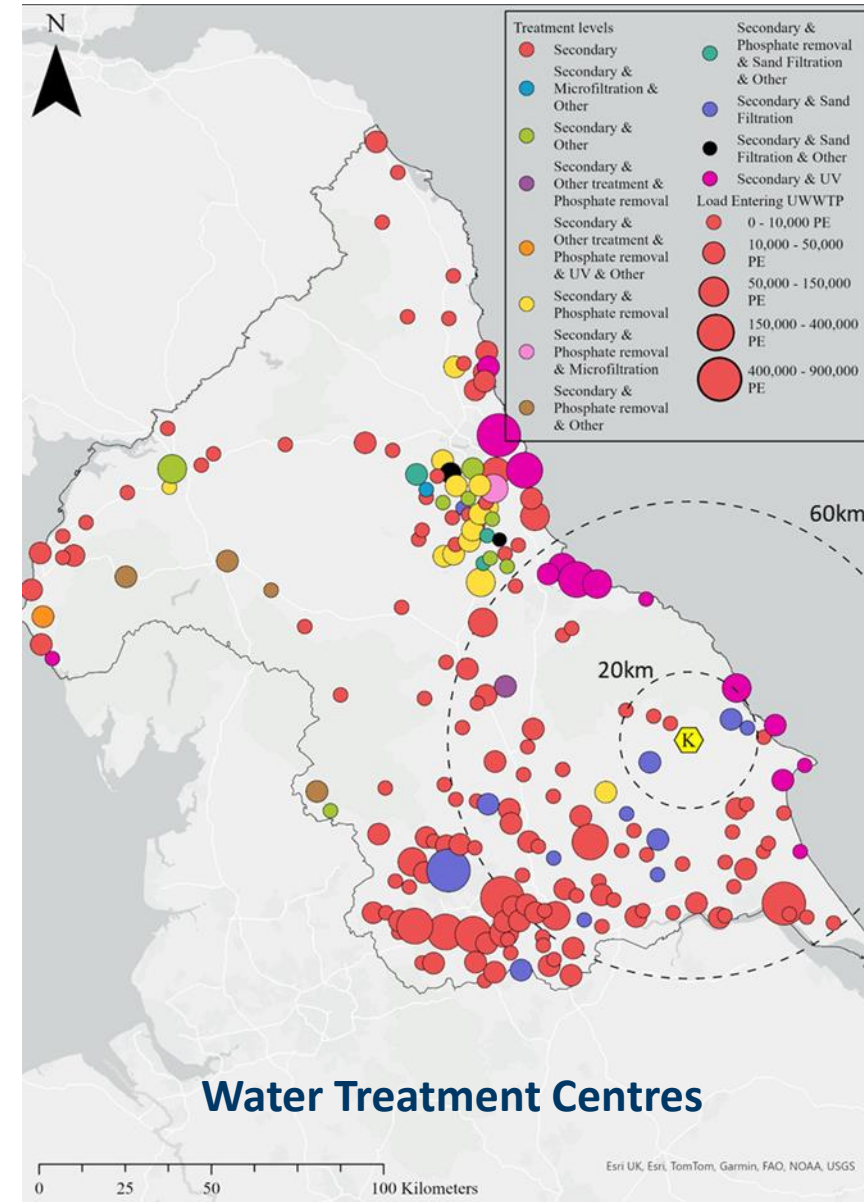 N
Treatment levels
Secondary
Secondary &
Microfiltration &
Other
Secondary &
Other
Secondary &
Other treatment &
Phosphate removal
Secondary &
Other treatment &
Phosphate removal
& UV & Other
Secondary &
Phosphate removal
Secondary &
Phosphate removal
& Microfiltration
Secondary &
Phosphate removal
& Other
Secondary &
Phosphate removal
& Sand Filtration
& Other
Secondary & Sand
Filtration
Secondary & Sand
Filtration & Other
Secondary & UV
Load Entering UWWTP
0 - 10,000 PE
10,000 - 50,000
PE
50,000 - 150,000
PE
150,000 - 400,000
PE
400,000 - 900,000
PE
60km
20km
K
Water Treatment Centres
0 25 50 100 Kilometers
Esri UK, Esri, TomTom, Garmin, FAO, NOAA, USGS